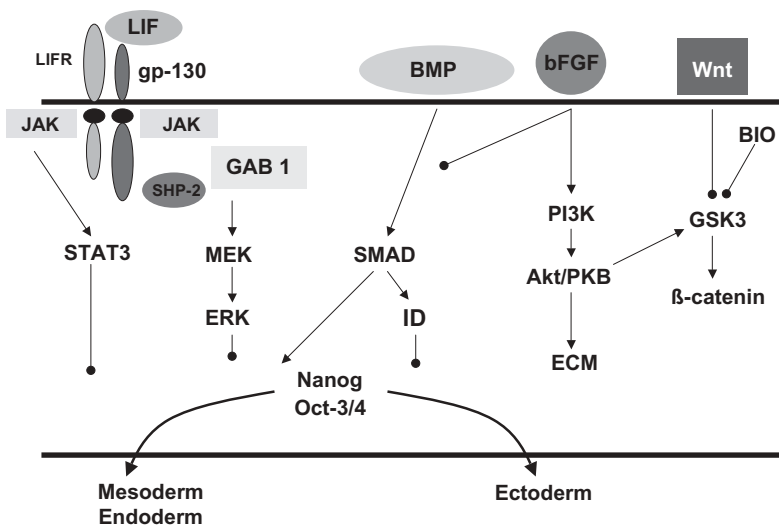 LIF
LIFR
gp-130
BMP
bFGF
Wnt
JAK
JAK
BIO
GAB 1
SHP-2
PI3K
GSK3
STAT3
MEK
SMAD
Akt/PKB
ß-catenin
ERK
ID
ECM
Nanog
Oct-3/4
Mesoderm
Endoderm
Ectoderm